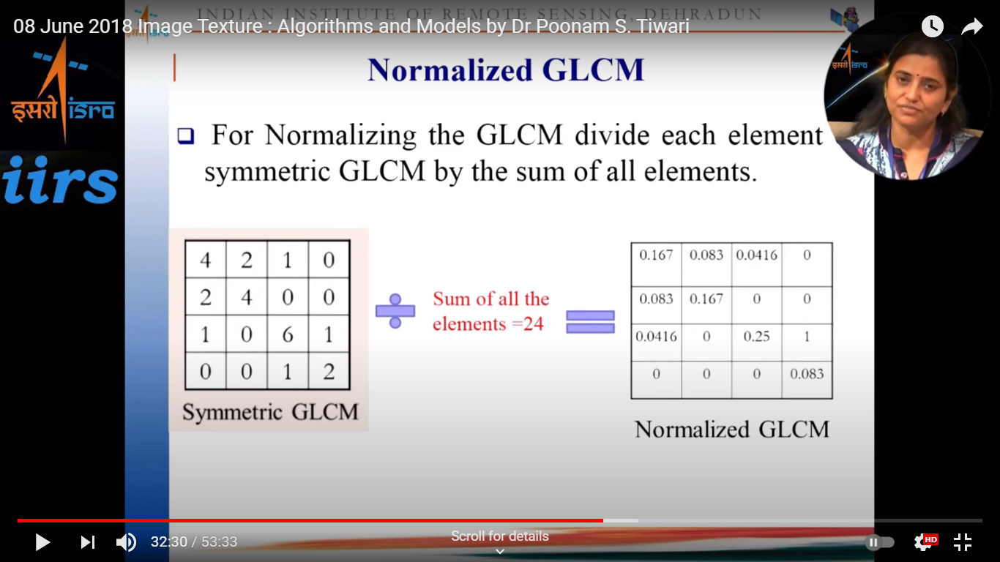 INDIAN INSTITUTE OF REMOTE SENSING, DEHRADUN
08 June 2018 Image Texture : Algorithms and Models by Dr Poonam S. Tiwari
इसरो isro
iirs
इसरो isro
Normalized GLCM
❑ For Normalizing the GLCM divide each element
symmetric GLCM by the sum of all elements.
4 2 1 0
2 4 0 0
1 0 6 1
0 0 1 2
Symmetric GLCM
Sum of all the
elements =24
0.167 0.083 0.0416 0
0.083 0.167 0 0
0.0416 0 0.25 1
0 0 0 0.083
Normalized GLCM
32:30 / 53:33
Scroll for details
HD